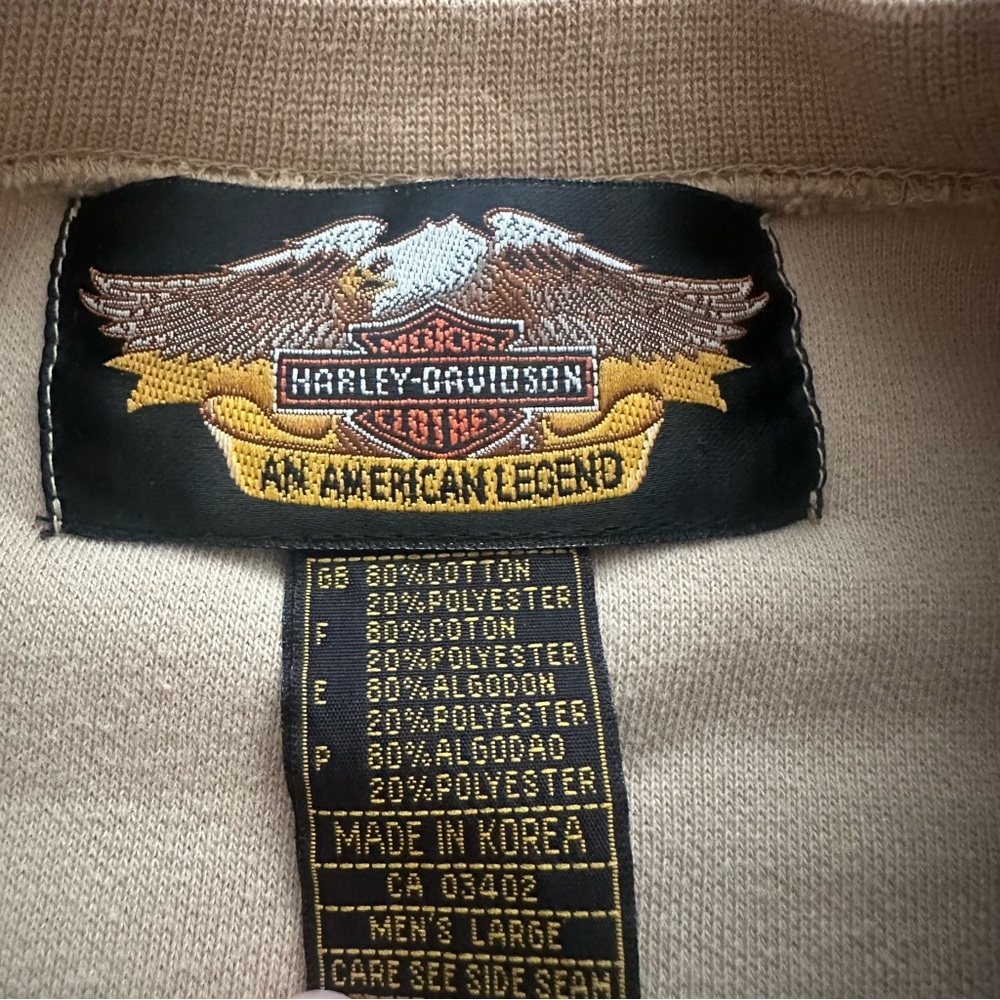 MOTOR
HARLEY-DAVIDSON
CLOTHES
AN AMERICAN LEGEND
GB 80% COTTON
20% POLYESTER
F 80% COTON
20% POLYESTER
E 80% ALGODON
20% POLYESTER
P 80% ALGODAO
20% POLYESTER
MADE IN KOREA
CA 03402
MEN'S LARGE
CARE SEE SIDE SEAM